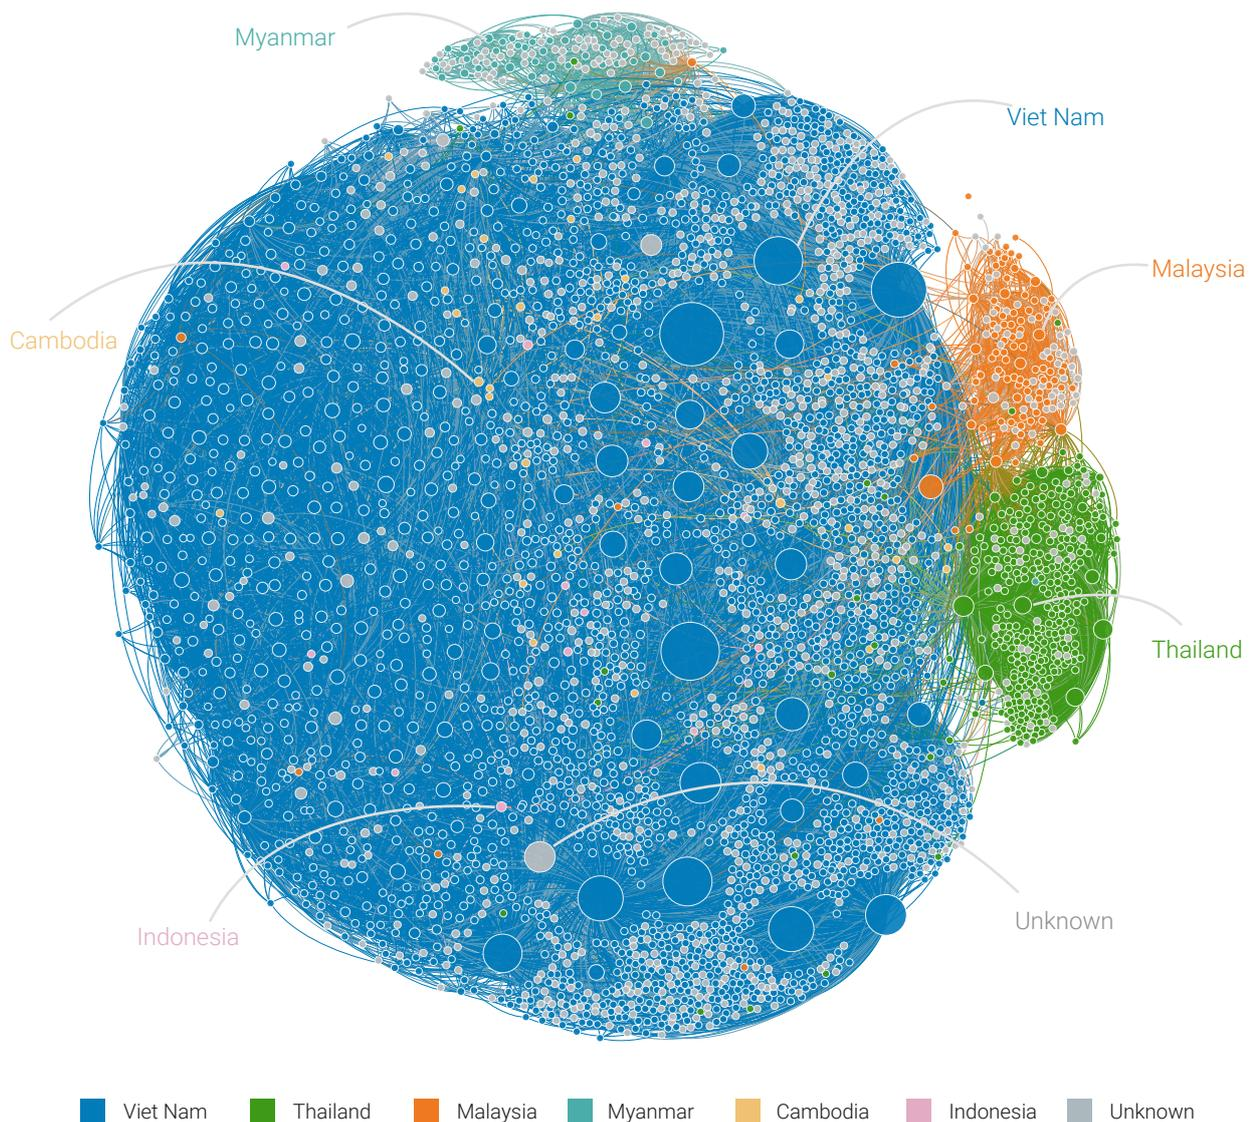 Myanmar
Viet Nam
Malaysia
Cambodia
Thailand
Unknown
Indonesia
Viet Nam Thailand Malaysia Myanmar Cambodia Indonesia Unknown